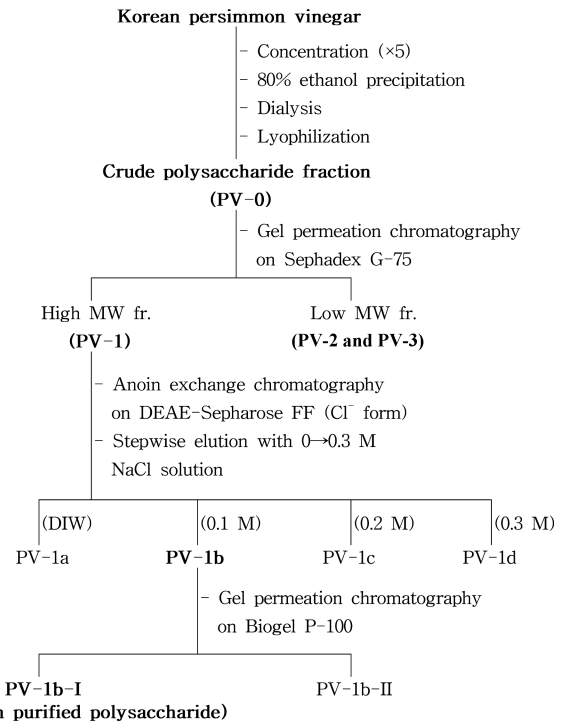 Korean persimmon vinegar
- Concentration (×5)
- 80% ethanol precipitation
- Dialysis
- Lyophilization
Crude polysaccharide fraction
(PV-0)
- Gel permeation chromatography
on Sephadex G-75
High MW fr.
(PV-1)
Low MW fr.
(PV-2 and PV-3)
- Anoin exchange chromatography
on DEAE-Sepharose FF (Cl⁻ form)
- Stepwise elution with 0→0.3 M
NaCl solution
(DIW) (0.1 M) (0.2 M) (0.3 M)
PV-1a PV-1b PV-1c PV-1d
- Gel permeation chromatography
on Biogel P-100
PV-1b-I PV-1b-II
purified polysaccharide)